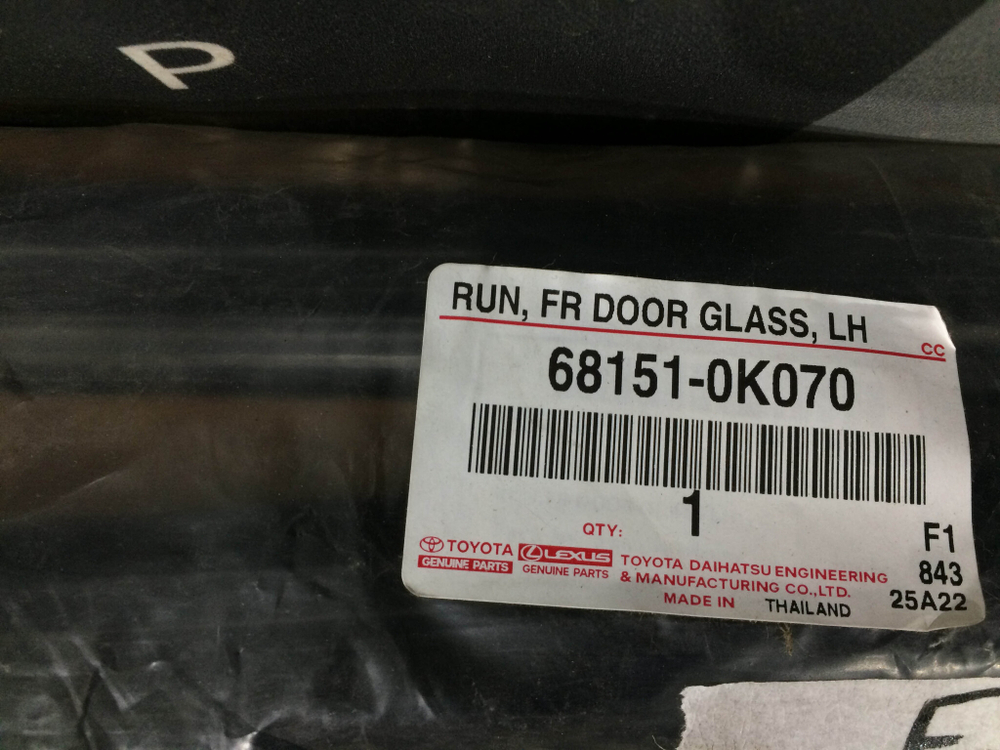 P
RUN, FR DOOR GLASS, LH
CC
68151-0K070
QTY: 1
F1
843
25A22
TOYOTA
GENUINE PARTS
LEXUS
GENUINE PARTS
TOYOTA DAIHATSU ENGINEERING
& MANUFACTURING CO.,LTD.
MADE IN THAILAND